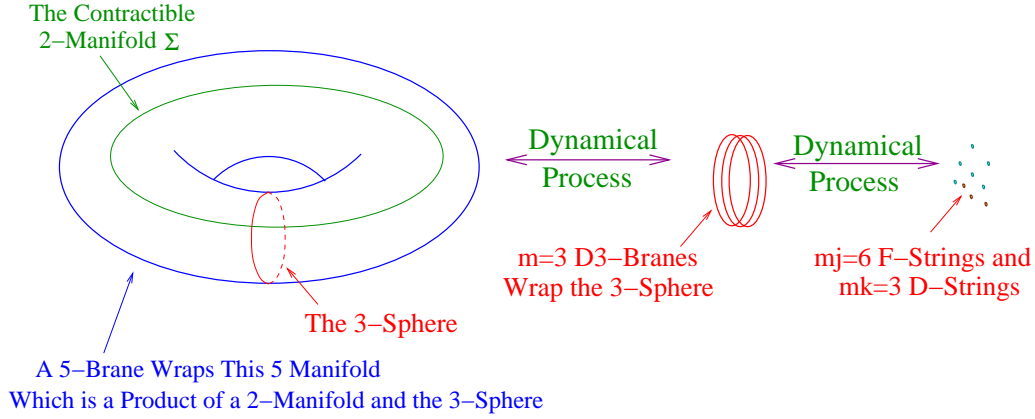 The Contractible
2−Manifold Σ
Dynamical
Process
Dynamical
Process
m=3 D3−Branes
Wrap the 3−Sphere
mj=6 F−Strings and
mk=3 D−Strings
The 3−Sphere
A 5−Brane Wraps This 5 Manifold
Which is a Product of a 2−Manifold and the 3−Sphere